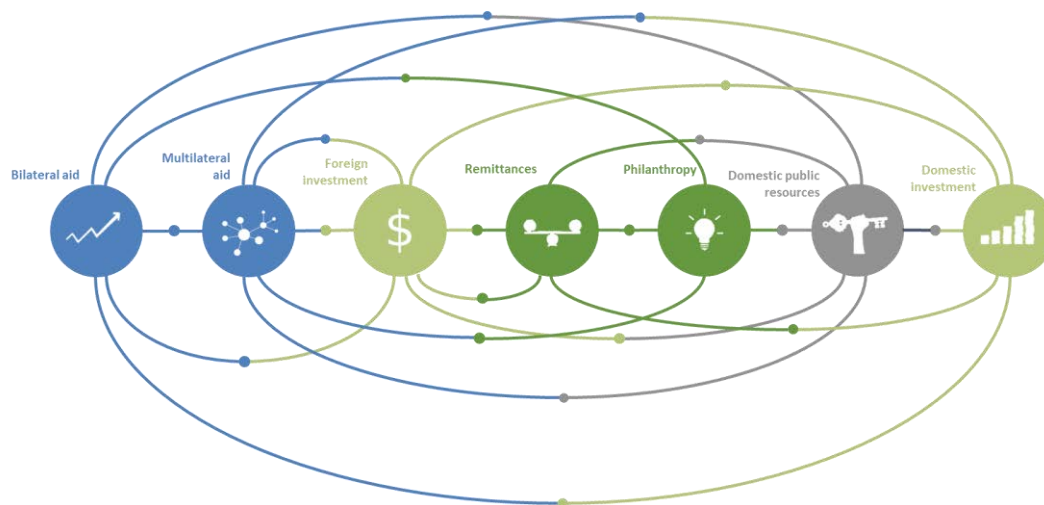 Bilateral aid
Multilateral
aid
Foreign
investment
$
Remittances
Philanthropy
Domestic public
resources
Domestic
investment